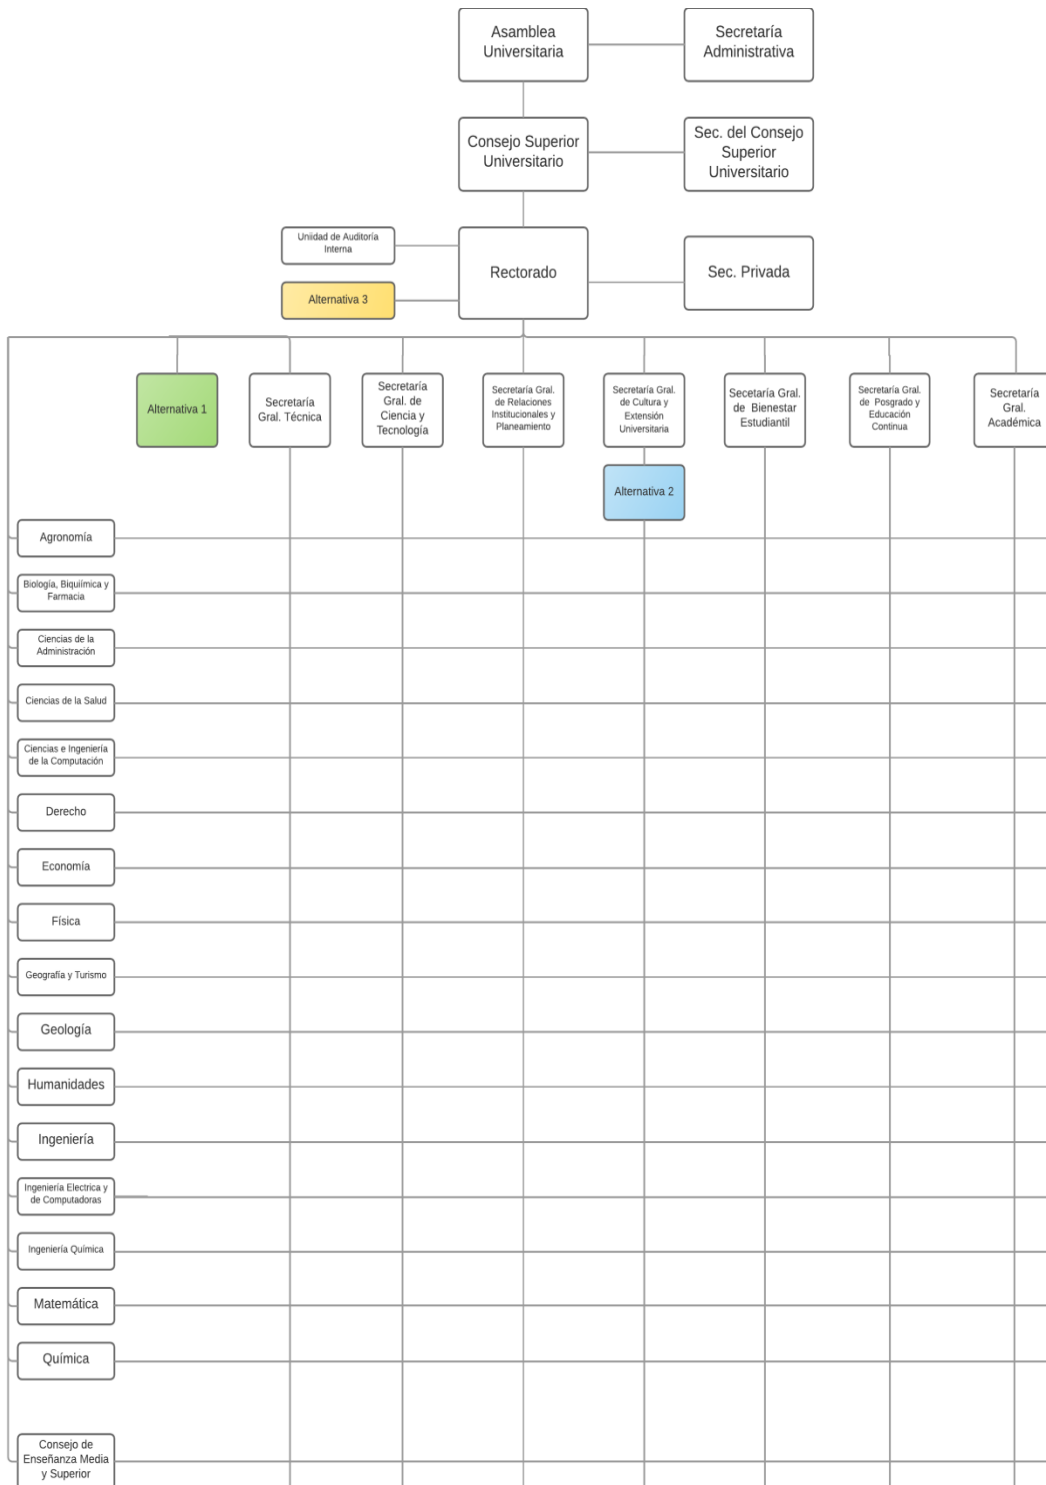 Asamblea
Universitaria
Secretaría
Administrativa
Consejo Superior
Universitario
Sec. del Consejo
Superior
Universitario
Uniidad de Auditoría
Interna
Rectorado
Sec. Privada
Alternativa 3
Alternativa 1
Secretaría
Gral. Técnica
Secretaría
Gral. de
Ciencia y
Tecnología
Secretaría Gral.
de Relaciones
Institucionales y
Planeamiento
Secretaría Gral.
de Cultura y
Extensión
Universitaria
Secetaría Gral.
de Bienestar
Estudiantil
Secretaría Gral.
de Posgrado y
Educación
Continua
Secretaría
Gral.
Académica
Alternativa 2
Agronomía
Biología, Biquiímica y
Farmacia
Ciencias de la
Administración
Ciencias de la Salud
Ciencias e Ingeniería
de la Computación
Derecho
Economía
Física
Geografía y Turismo
Geología
Humanidades
Ingeniería
Ingeniería Electrica y
de Computadoras
Ingeniería Química
Matemática
Química
Consejo de
Enseñanza Media
y Superior